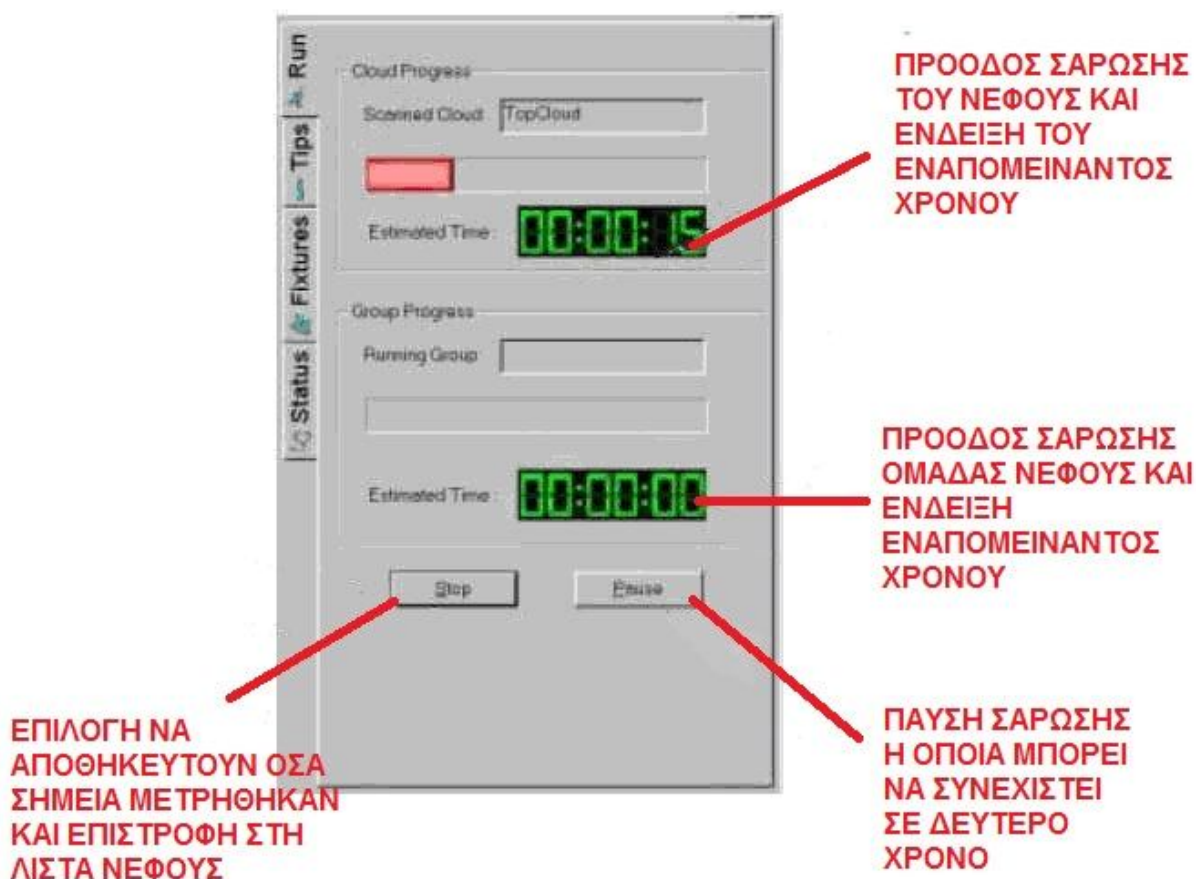 Run
Tips
Fixtures
Status
Cloud Progress
Scanned Cloud
TopCloud
Estimated Time
00:00:15
Group Progress
Running Group
Estimated Time
00:00:00
Stop
Pause
ΠΡΟΟΔΟΣ ΣΑΡΩΣΗΣ
ΤΟΥ ΝΕΦΟΥΣ ΚΑΙ
ΕΝΔΕΙΞΗ ΤΟΥ
ΕΝΑΠΟΜΕΙΝΑΝΤΟΣ
ΧΡΟΝΟΥ
ΠΡΟΟΔΟΣ ΣΑΡΩΣΗΣ
ΟΜΑΔΑΣ ΝΕΦΟΥΣ ΚΑΙ
ΕΝΔΕΙΞΗ
ΕΝΑΠΟΜΕΙΝΑΝΤΟΣ
ΧΡΟΝΟΥ
ΕΠΙΛΟΓΗ ΝΑ
ΑΠΟΘΗΚΕΥΤΟΥΝ ΟΣΑ
ΣΗΜΕΙΑ ΜΕΤΡΗΘΗΚΑΝ
ΚΑΙ ΕΠΙΣΤΡΟΦΗ ΣΤΗ
ΛΙΣΤΑ ΝΕΦΟΥΣ
ΠΑΥΣΗ ΣΑΡΩΣΗΣ
Η ΟΠΟΙΑ ΜΠΟΡΕΙ
ΝΑ ΣΥΝΕΧΙΣΤΕΙ
ΣΕ ΔΕΥΤΕΡΟ
ΧΡΟΝΟ